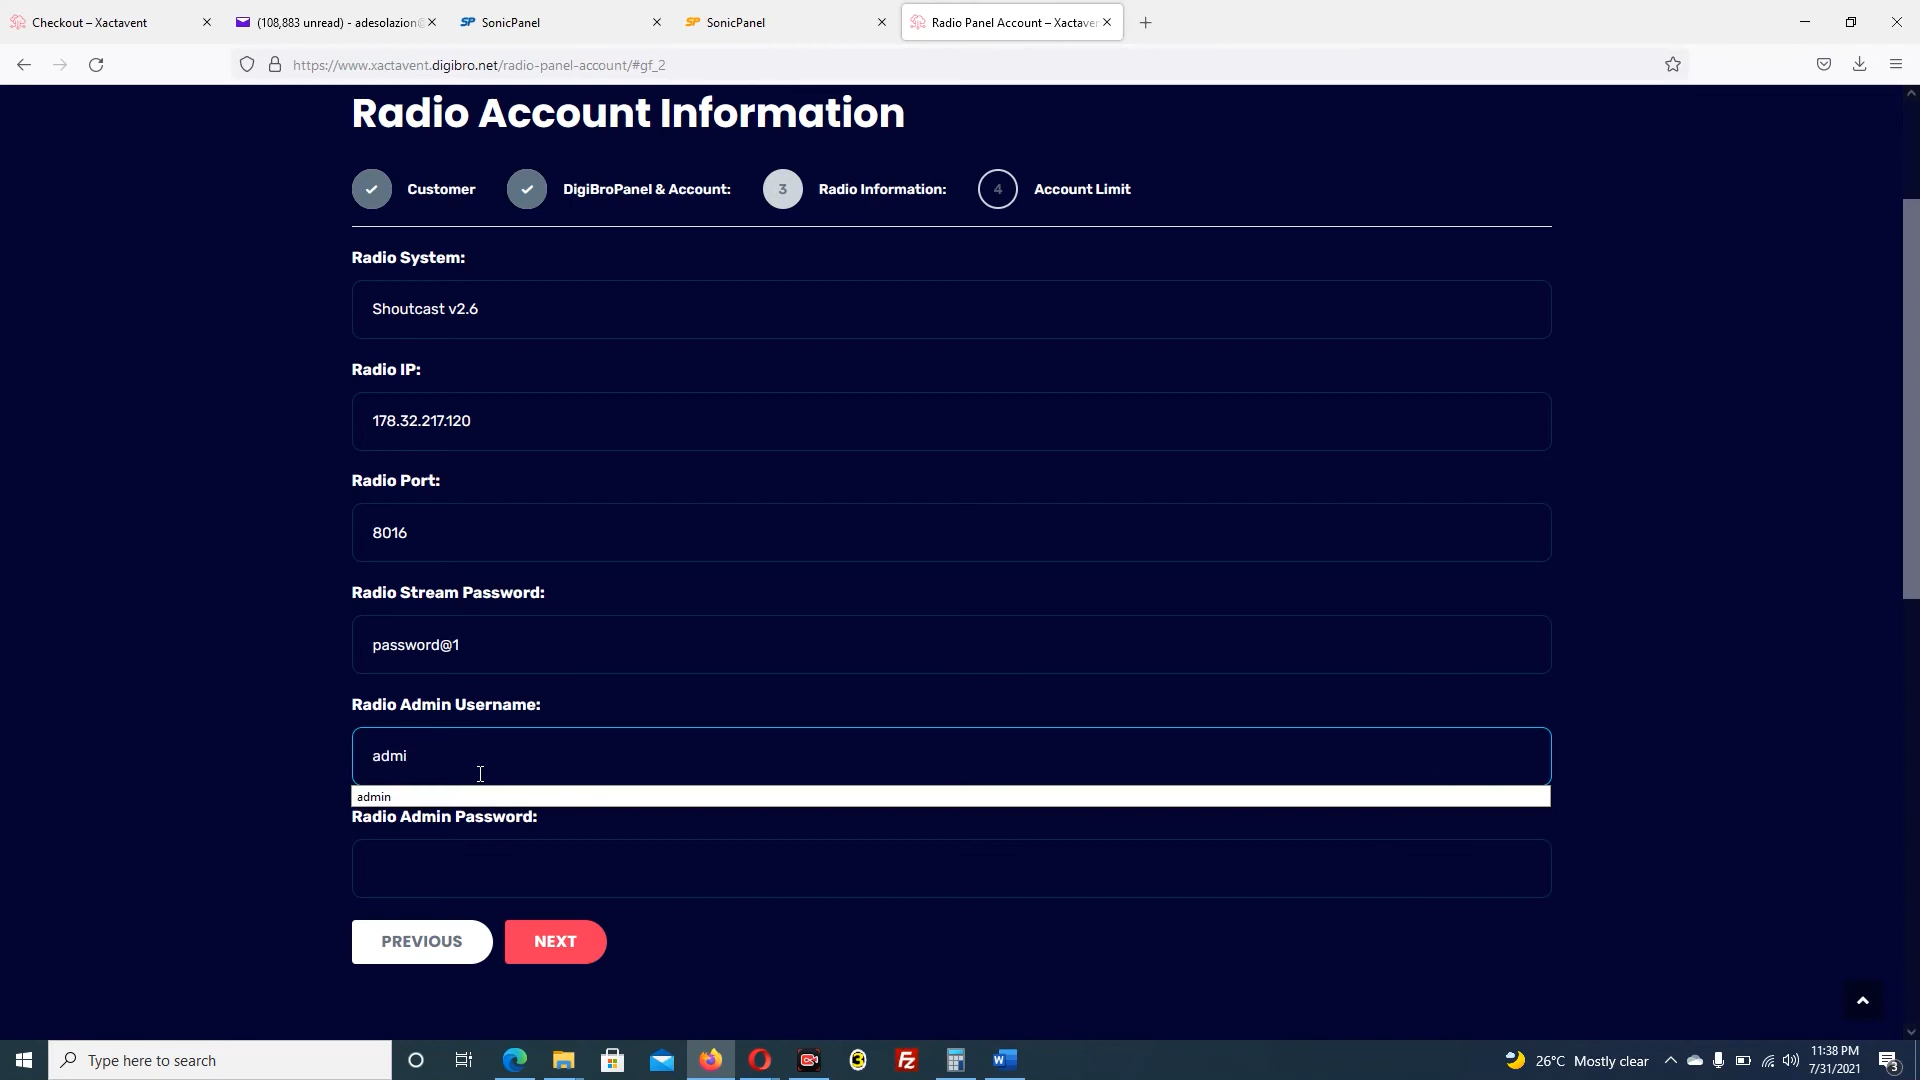 Checkout – Xactavent
(108,883 unread) - adesolazion@
SonicPanel
SonicPanel
Radio Panel Account – Xactaven
https://www.xactavent.digibro.net/radio-panel-account/#gf_2
Radio Account Information
Customer
DigiBroPanel & Account:
3
Radio Information:
4
Account Limit
Radio System:
Shoutcast v2.6
Radio IP:
178.32.217.120
Radio Port:
8016
Radio Stream Password:
password@1
Radio Admin Username:
admi
admin
Radio Admin Password:
PREVIOUS
NEXT
Type here to search
26°C Mostly clear
11:38 PM
7/31/2021
3